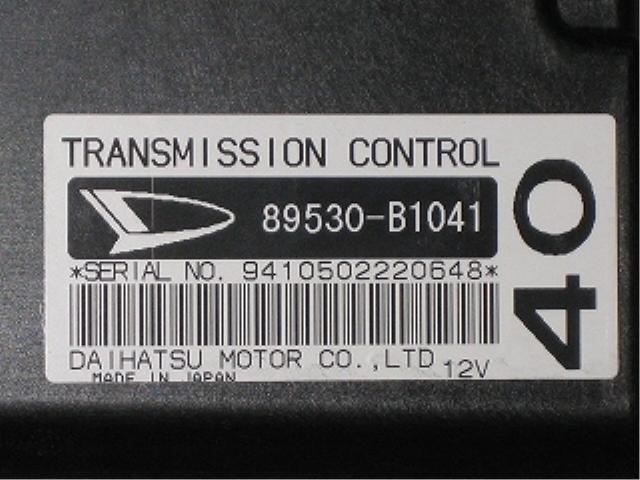 TRANSMISSION CONTROL
89530-B1041
*SERIAL NO. 9410502220648*
DAIHATSU MOTOR CO.,LTD 12V
MADE IN JAPAN
40